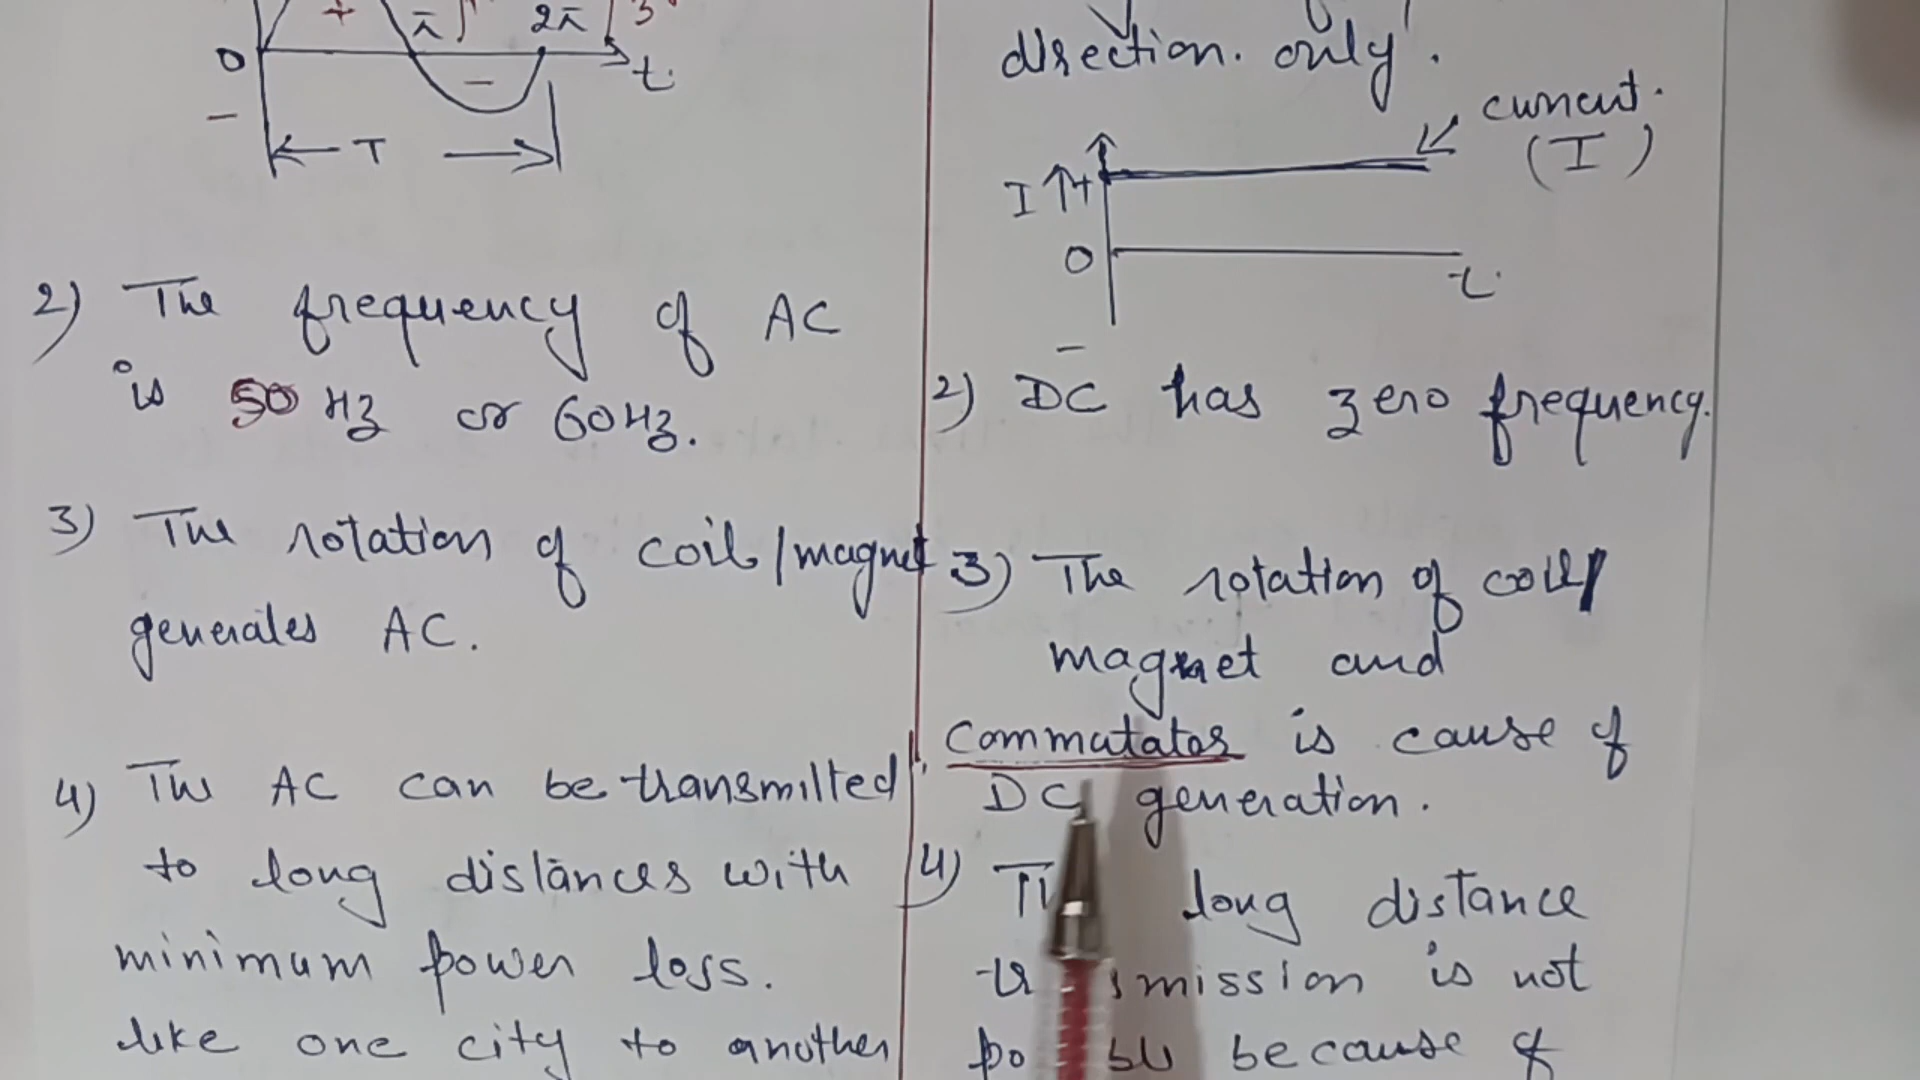 + π 2π 3
0 t
-
-
T
2) The frequency of AC
is 50 Hz or 60Hz.
3) The rotation of coil/magnet
generates AC.
4) The AC can be transmitted
to long distances with
minimum power loss.
like one city to another
direction. only.
current.
(I)
I ↑ +
0
t
-
2) DC has zero frequency.
3) The rotation of coil/
magnet and
Commutator is cause of
DC generation.
4) long distance
mission is not
because of